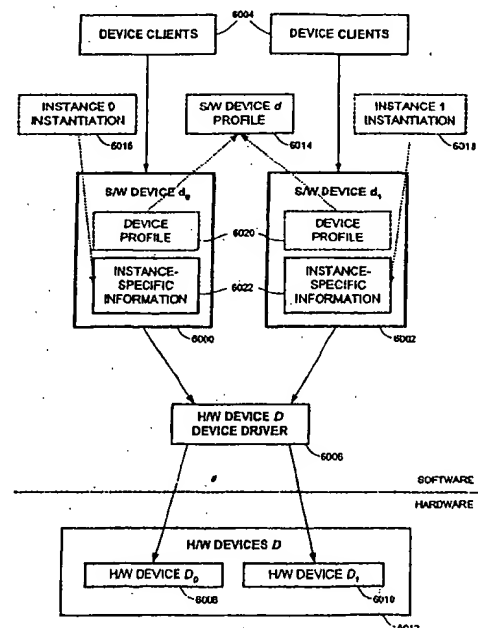 6004
DEVICE CLIENTS
DEVICE CLIENTS
INSTANCE 0
INSTANTIATION
6016
S/W DEVICE d
PROFILE
6014
INSTANCE 1
INSTANTIATION
6018
S/W DEVICE d0
DEVICE
PROFILE
INSTANCE-
SPECIFIC
INFORMATION
6000
6020
6022
S/W DEVICE d1
DEVICE
PROFILE
INSTANCE-
SPECIFIC
INFORMATION
6002
H/W DEVICE D
DEVICE DRIVER
6006
SOFTWARE
HARDWARE
H/W DEVICES D
H/W DEVICE D0
6008
H/W DEVICE D1
6010
6012